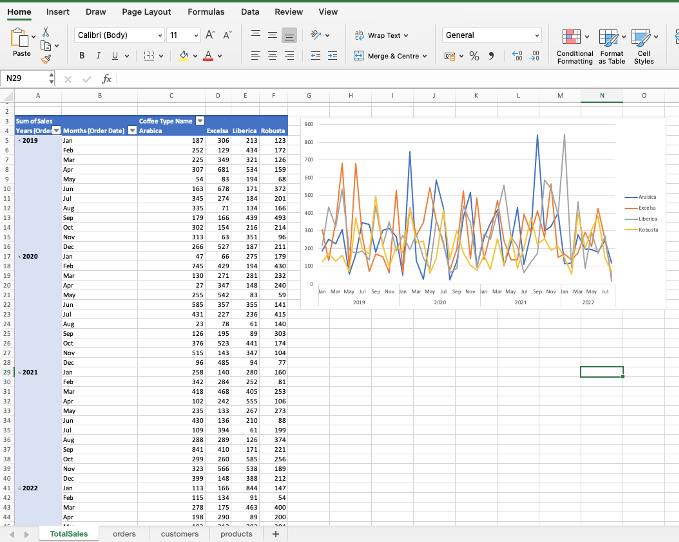 Home Insert Draw Page Layout Formulas Data Review View
Calibri (Body) 11 A A Wrap Text General
Paste B I U A Merge & Centre % Conditional Formatting Format as Table Cell Styles
N29 fx
A B C D E F G H I J K L M N O
3 Sum of Sales Coffee Type Name
4 Years (Order Months (Order Date) Arabica Excelsa Liberica Robusta
5 2019 Jan 187 306 213 123
6 Feb 252 129 434 172
7 Mar 225 349 321 126
8 Apr 307 681 534 159
9 May 54 83 194 68
10 Jun 163 678 171 372
11 Jul 345 274 184 201
12 Aug 335 71 134 166
13 Sep 179 166 439 493
14 Oct 302 154 216 214
15 Nov 313 63 351 96
16 Dec 266 527 187 211
17 2020 Jan 47 66 275 179
18 Feb 745 429 194 430
19 Mar 130 271 281 232
20 Apr 27 347 148 240
21 May 255 542 83 59
22 Jun 585 357 355 141
23 Jul 431 227 236 415
24 Aug 23 78 61 140
25 Sep 126 195 89 303
26 Oct 376 523 441 174
27 Nov 515 143 347 104
28 Dec 96 485 94 77
29 2021 Jan 258 140 280 160
30 Feb 342 284 252 81
31 Mar 418 468 405 253
32 Apr 102 242 555 106
33 May 235 133 267 273
34 Jun 430 136 210 88
35 Jul 109 394 61 199
36 Aug 288 289 126 374
37 Sep 841 410 171 221
38 Oct 299 260 585 256
39 Nov 323 566 538 189
40 Dec 399 148 388 212
41 2022 Jan 113 166 844 147
42 Feb 115 134 91 54
43 Mar 278 175 463 400
44 Apr 198 290 89 200
900
800
700
600
500
400
300
200
100
0
Jan Mar May Jul Sep Nov Jan Mar May Jul Sep Nov Jan Mar May Jul Sep Nov Jan Mar May Jul
2019 2020 2021 2022
Arabica
Excelsa
Liberica
Robusta
TotalSales orders customers products +